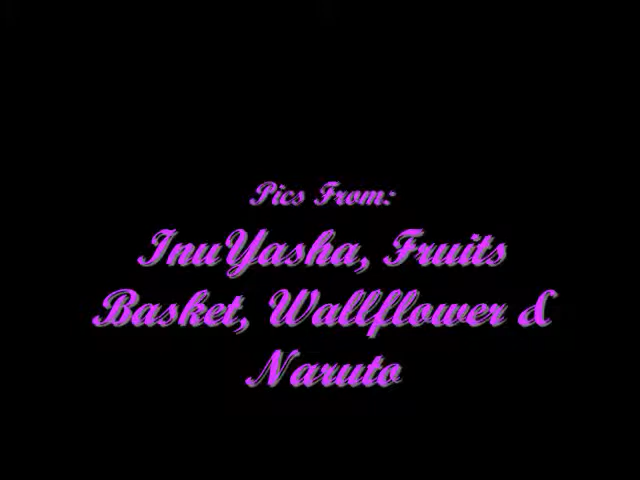 Pics From:
InuYasha, Fruits
Basket, Wallflower &
Naruto